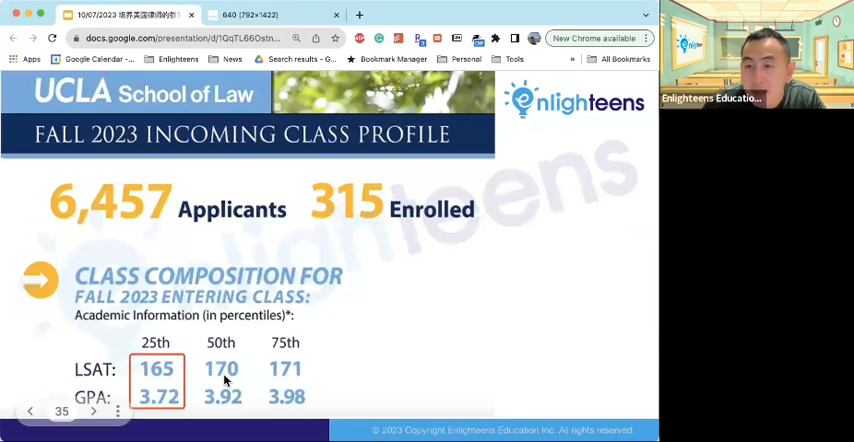 10/07/2023 培养美国律师的教
640 (792×1422)
docs.google.com/presentation/d/1QqTL66Ostn...
New Chrome available
Apps
Google Calendar -...
Enlighteens
News
Search results - G...
Bookmark Manager
Personal
Tools
»
All Bookmarks
UCLA School of Law
enlighteens
FALL 2023 INCOMING CLASS PROFILE
6,457 Applicants 315 Enrolled
enlighteens
CLASS COMPOSITION FOR
FALL 2023 ENTERING CLASS:
Academic Information (in percentiles)*:
25th 50th 75th
LSAT: 165 170 171
GPA: 3.72 3.92 3.98
35
© 2023 Copyright Enlighteens Education Inc. All rights reserved.
Enlighteens Educatio...